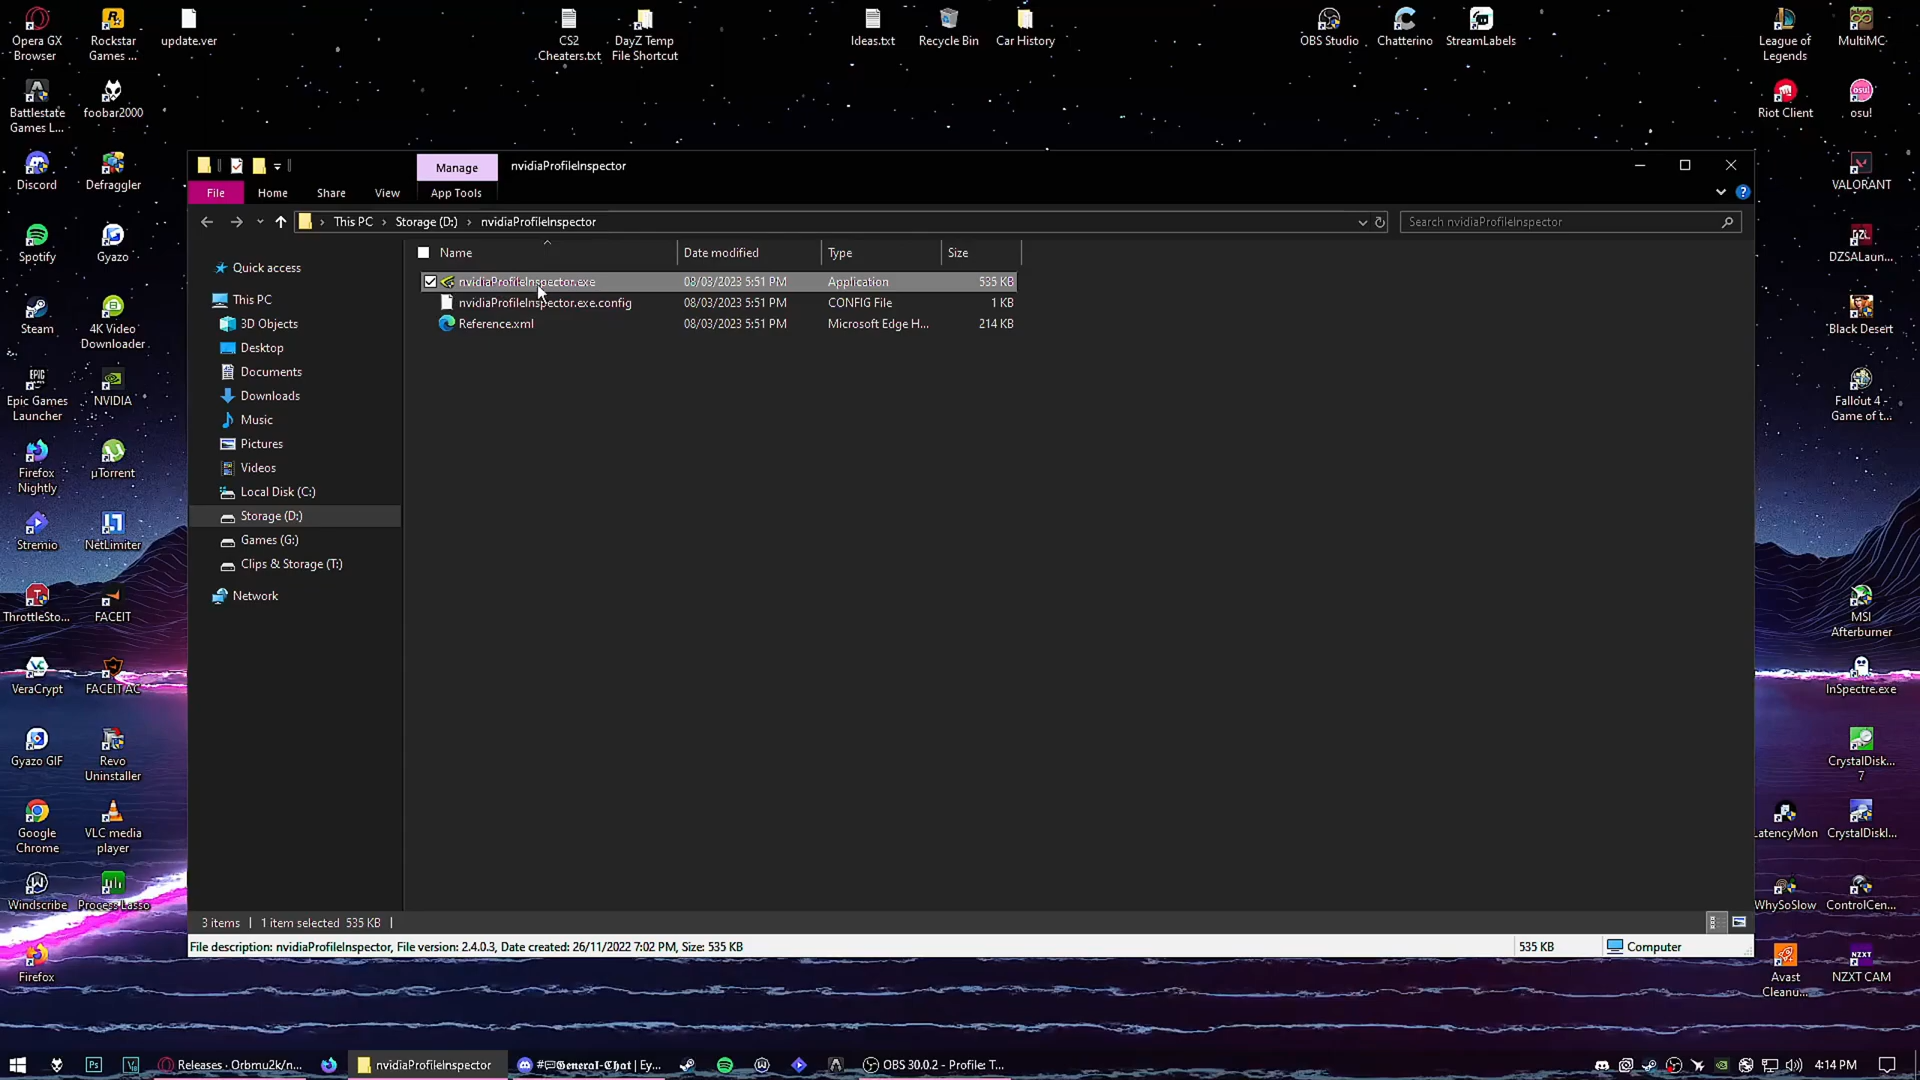 Opera GX
Browser
Rockstar
Games ...
update.ver
CS2
Cheaters.txt
DayZ Temp
File Shortcut
Ideas.txt
Recycle Bin
Car History
OBS Studio
Chatterino
StreamLabels
League of
Legends
MultiMC
Battlestate
Games L...
foobar2000
Riot Client
osu!
Discord
Defraggler
VALORANT
Spotify
Gyazo
DZSALaun...
Steam
4K Video
Downloader
Black Desert
Epic Games
Launcher
NVIDIA
Fallout 4 -
Game of t...
Firefox
Nightly
µTorrent
Stremio
NetLimiter
ThrottleSto...
FACEIT
MSI
Afterburner
VeraCrypt
FACEIT AC
InSpectre.exe
Gyazo GIF
Revo
Uninstaller
CrystalDisk...
7
Google
Chrome
VLC media
player
LatencyMon
CrystalDiskI...
Windscribe
Process Lasso
WhySoSlow
ControlCen...
Firefox
Avast
Cleanu...
NZXT CAM
Manage
nvidiaProfileInspector
File
Home
Share
View
App Tools
This PC
Storage (D:)
nvidiaProfileInspector
Search nvidiaProfileInspector
Name
Date modified
Type
Size
nvidiaProfileInspector.exe
08/03/2023 5:51 PM
Application
535 KB
nvidiaProfileInspector.exe.config
08/03/2023 5:51 PM
CONFIG File
1 KB
Reference.xml
08/03/2023 5:51 PM
Microsoft Edge H...
214 KB
Quick access
This PC
3D Objects
Desktop
Documents
Downloads
Music
Pictures
Videos
Local Disk (C:)
Storage (D:)
Games (G:)
Clips & Storage (T:)
Network
3 items
1 item selected 535 KB
File description: nvidiaProfileInspector, File version: 2.4.0.3, Date created: 26/11/2022 7:02 PM, Size: 535 KB
535 KB
Computer
Releases · Orbmu2k/n...
nvidiaProfileInspector
General-Chat | Ey...
OBS 30.0.2 - Profile: T...
4:14 PM